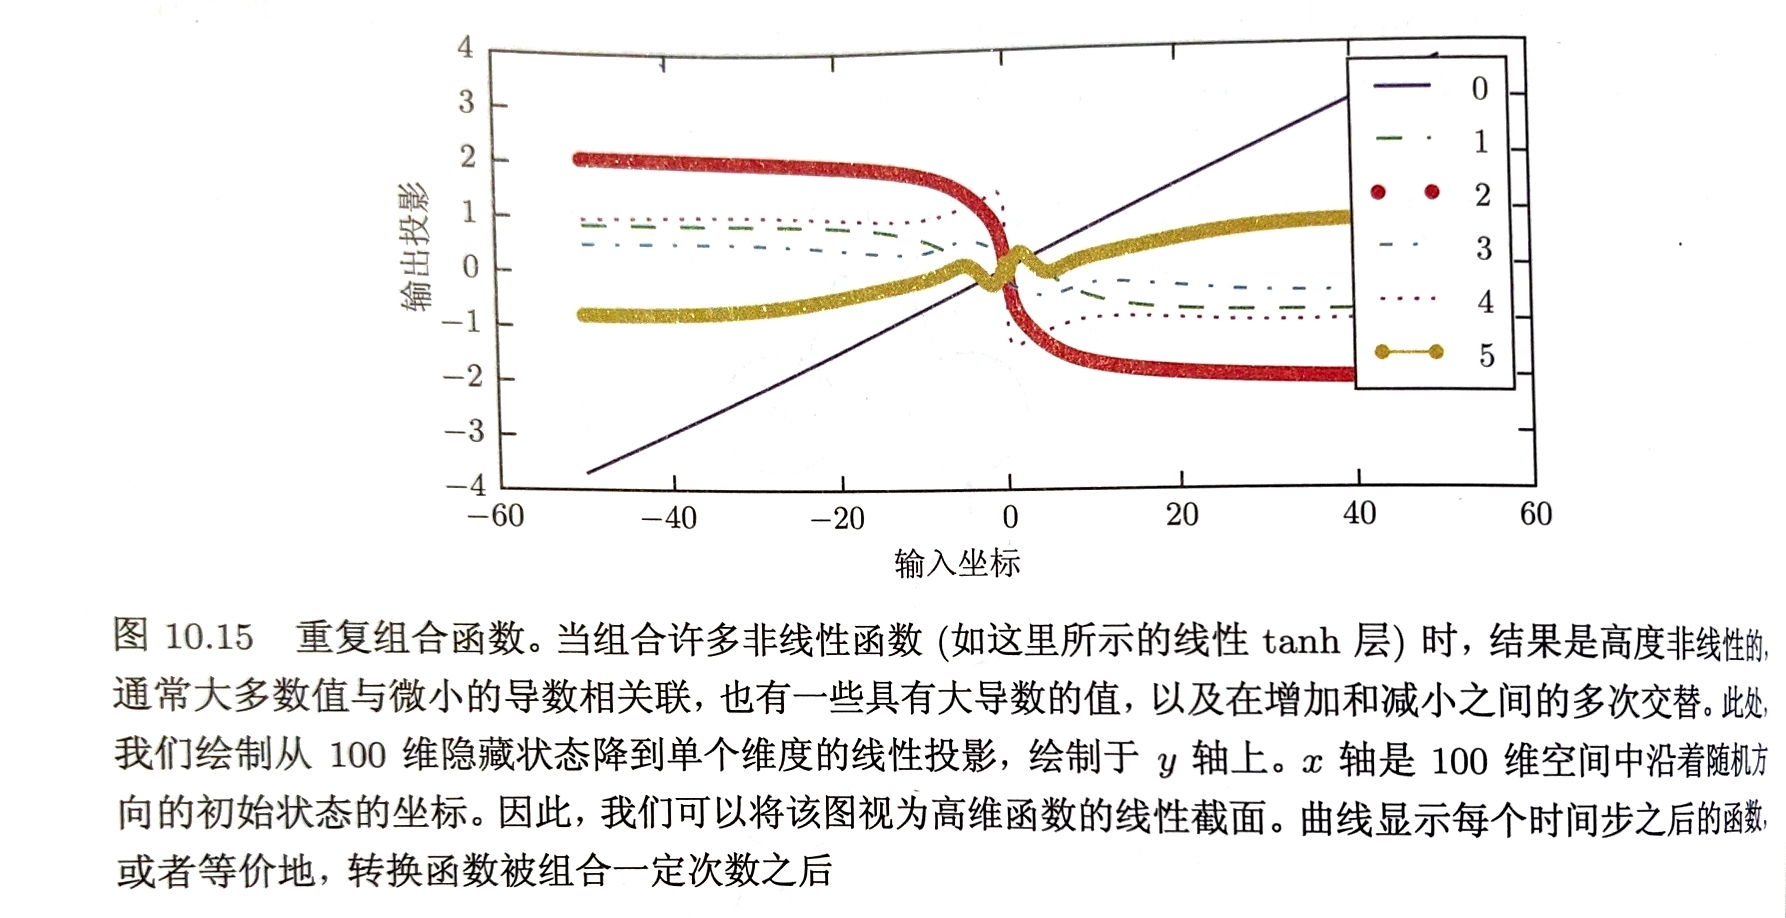 4
3
2
1
0
−1
−2
−3
−4
输出投影
−60 −40 −20 0 20 40 60
输入坐标
0
1
2
3
4
5
图 10.15 重复组合函数。当组合许多非线性函数 (如这里所示的线性 tanh 层) 时，结果是高度非线性的，
通常大多数值与微小的导数相关联，也有一些具有大导数的值，以及在增加和减小之间的多次交替。此处，
我们绘制从 100 维隐藏状态降到单个维度的线性投影，绘制于 y 轴上。x 轴是 100 维空间中沿着随机方
向的初始状态的坐标。因此，我们可以将该图视为高维函数的线性截面。曲线显示每个时间步之后的函数，
或者等价地，转换函数被组合一定次数之后